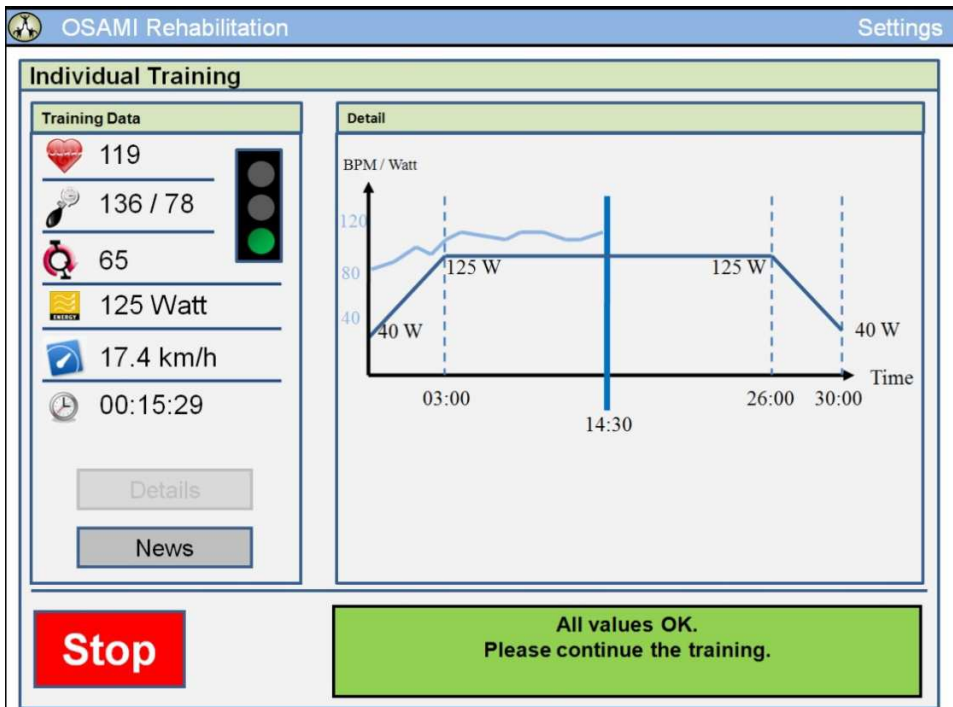 OSAMI Rehabilitation
Settings
Individual Training
Training Data
119
136 / 78
65
ENERGY
125 Watt
17.4 km/h
00:15:29
Details
News
Detail
BPM / Watt
120
80
40
125 W
125 W
40 W
40 W
Time
03:00
14:30
26:00
30:00
Stop
All values OK.
Please continue the training.